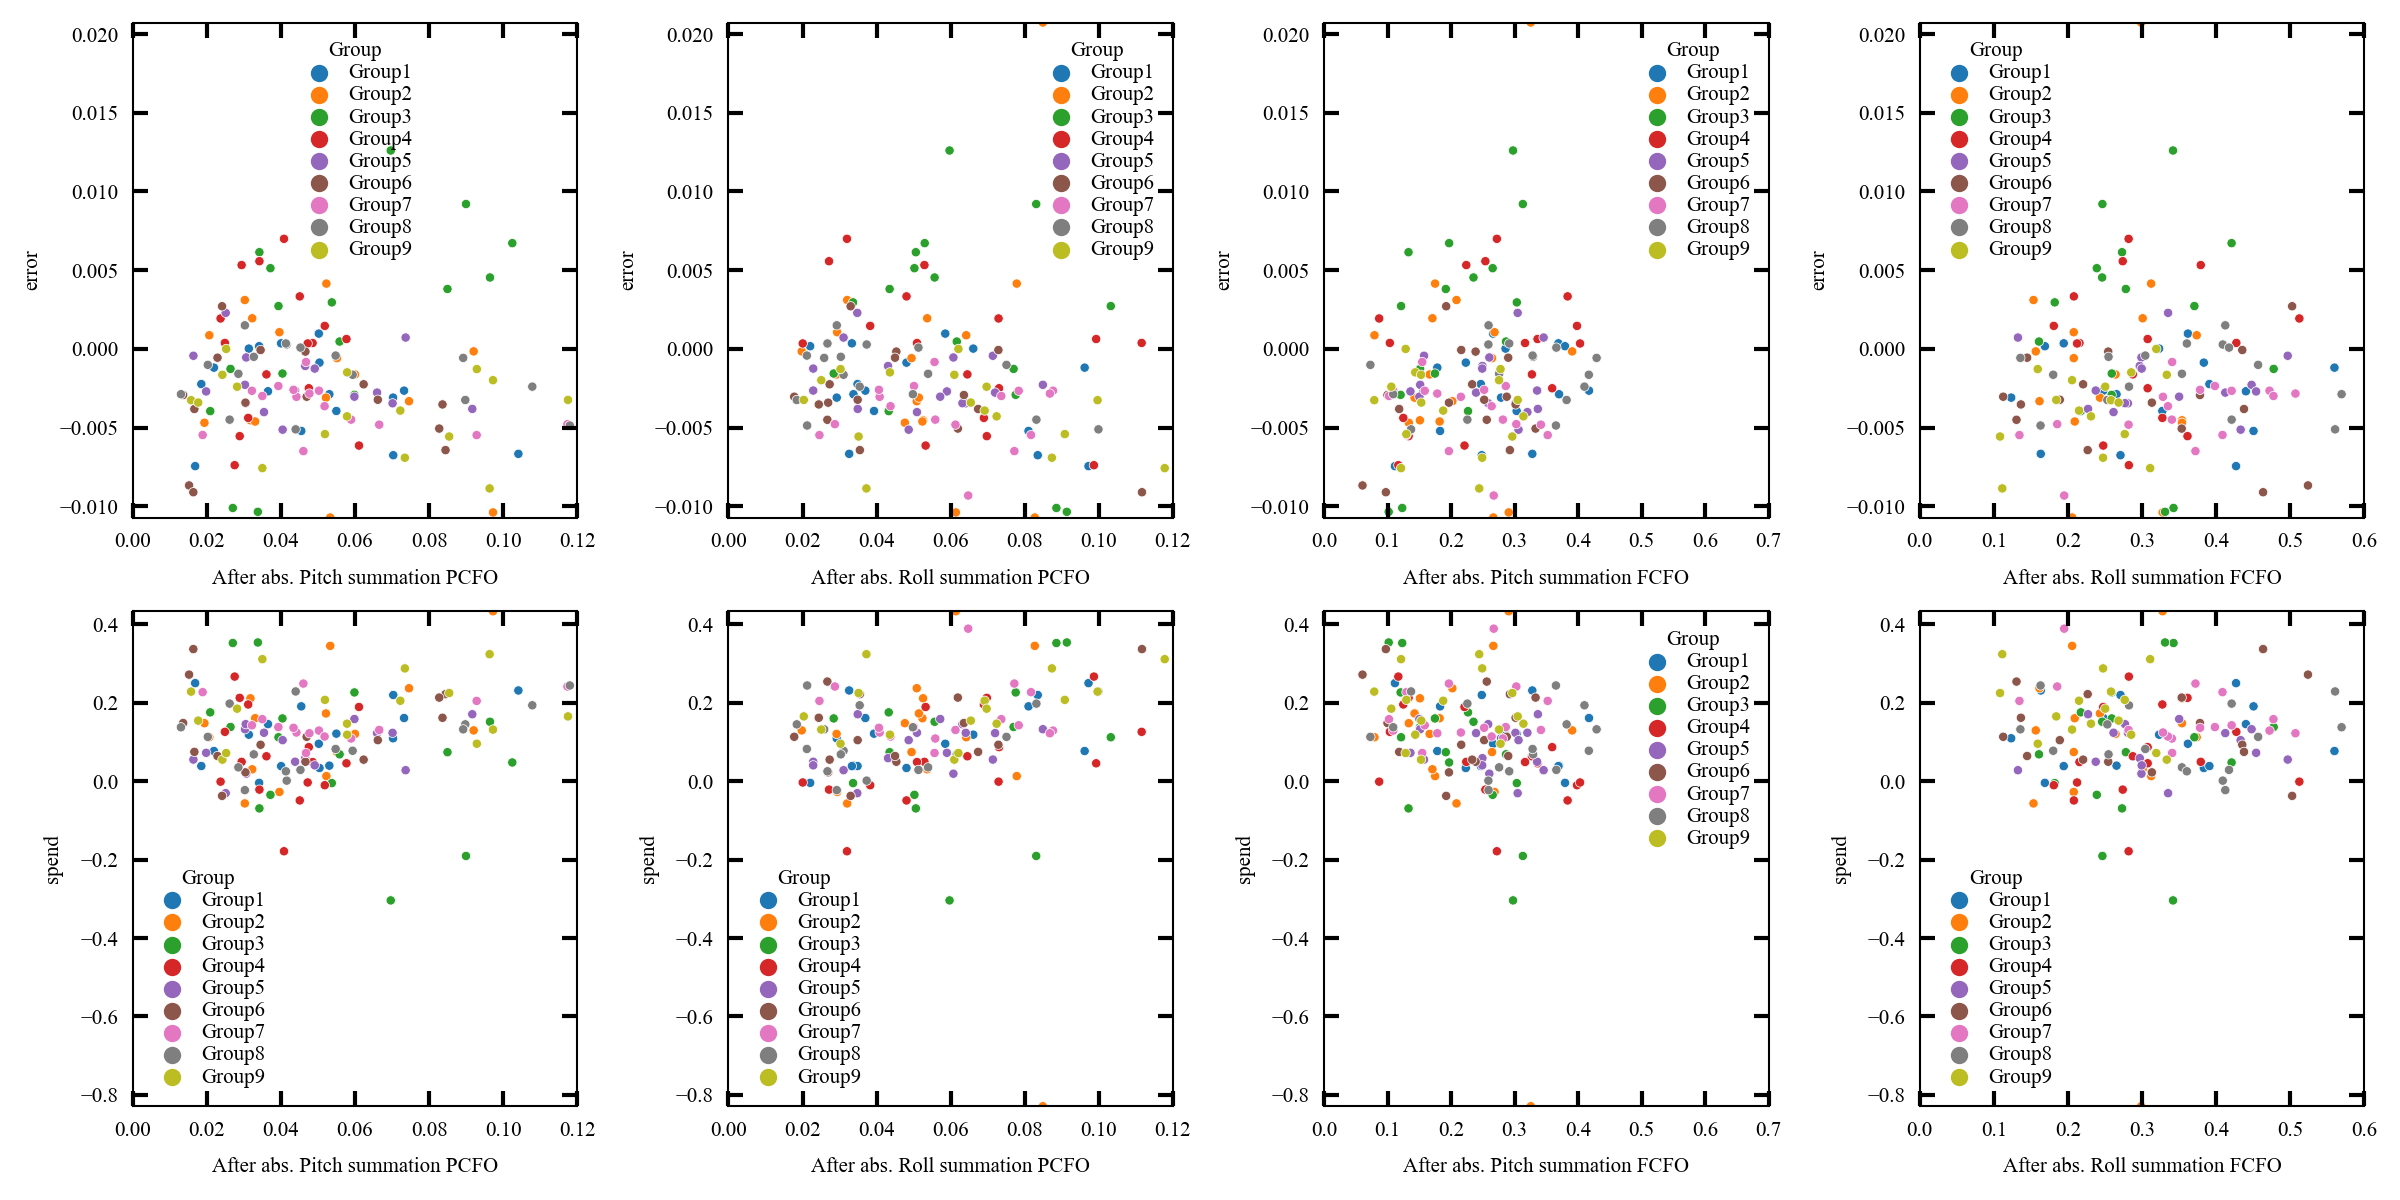 error
0.020
0.015
0.010
0.005
0.000
−0.005
−0.010
Group
Group1
Group2
Group3
Group4
Group5
Group6
Group7
Group8
Group9
0.00 0.02 0.04 0.06 0.08 0.10 0.12
After abs. Pitch summation PCFO
error
0.020
0.015
0.010
0.005
0.000
−0.005
−0.010
Group
Group1
Group2
Group3
Group4
Group5
Group6
Group7
Group8
Group9
0.00 0.02 0.04 0.06 0.08 0.10 0.12
After abs. Roll summation PCFO
error
0.020
0.015
0.010
0.005
0.000
−0.005
−0.010
Group
Group1
Group2
Group3
Group4
Group5
Group6
Group7
Group8
Group9
0.0 0.1 0.2 0.3 0.4 0.5 0.6 0.7
After abs. Pitch summation FCFO
error
0.020
0.015
0.010
0.005
0.000
−0.005
−0.010
Group
Group1
Group2
Group3
Group4
Group5
Group6
Group7
Group8
Group9
0.0 0.1 0.2 0.3 0.4 0.5 0.6
After abs. Roll summation FCFO
spend
0.4
0.2
0.0
−0.2
−0.4
−0.6
−0.8
Group
Group1
Group2
Group3
Group4
Group5
Group6
Group7
Group8
Group9
0.00 0.02 0.04 0.06 0.08 0.10 0.12
After abs. Pitch summation PCFO
spend
0.4
0.2
0.0
−0.2
−0.4
−0.6
−0.8
Group
Group1
Group2
Group3
Group4
Group5
Group6
Group7
Group8
Group9
0.00 0.02 0.04 0.06 0.08 0.10 0.12
After abs. Roll summation PCFO
spend
0.4
0.2
0.0
−0.2
−0.4
−0.6
−0.8
Group
Group1
Group2
Group3
Group4
Group5
Group6
Group7
Group8
Group9
0.0 0.1 0.2 0.3 0.4 0.5 0.6 0.7
After abs. Pitch summation FCFO
spend
0.4
0.2
0.0
−0.2
−0.4
−0.6
−0.8
Group
Group1
Group2
Group3
Group4
Group5
Group6
Group7
Group8
Group9
0.0 0.1 0.2 0.3 0.4 0.5 0.6
After abs. Roll summation FCFO